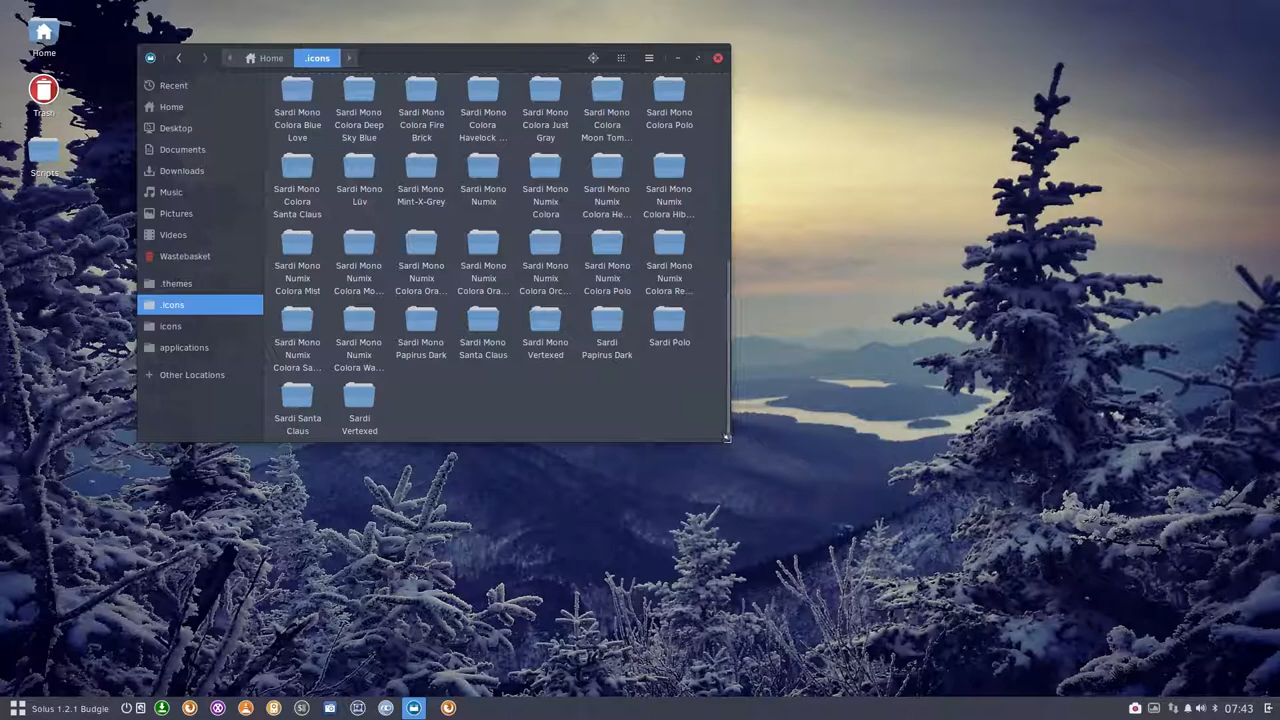 Home
Trash
Scripts
Home
.icons
Recent
Home
Desktop
Documents
Downloads
Music
Pictures
Videos
Wastebasket
.themes
.icons
icons
applications
Other Locations
Sardi Mono
Colora Blue
Love
Sardi Mono
Colora Deep
Sky Blue
Sardi Mono
Colora Fire
Brick
Sardi Mono
Colora
Havelock ...
Sardi Mono
Colora Just
Gray
Sardi Mono
Colora
Moon Tom...
Sardi Mono
Colora Polo
Sardi Mono
Colora
Santa Claus
Sardi Mono
Lüv
Sardi Mono
Mint-X-Grey
Sardi Mono
Numix
Sardi Mono
Numix
Colora
Sardi Mono
Numix
Colora He...
Sardi Mono
Numix
Colora Hib...
Sardi Mono
Numix
Colora Mist
Sardi Mono
Numix
Colora Mo...
Sardi Mono
Numix
Colora Ora...
Sardi Mono
Numix
Colora Ora...
Sardi Mono
Numix
Colora Orc...
Sardi Mono
Numix
Colora Polo
Sardi Mono
Numix
Colora Re...
Sardi Mono
Numix
Colora Sa...
Sardi Mono
Numix
Colora Wa...
Sardi Mono
Papirus Dark
Sardi Mono
Santa Claus
Sardi Mono
Vertexed
Sardi
Papirus Dark
Sardi Polo
Sardi Santa
Claus
Sardi
Vertexed
Solus 1.2.1 Budgie
07:43